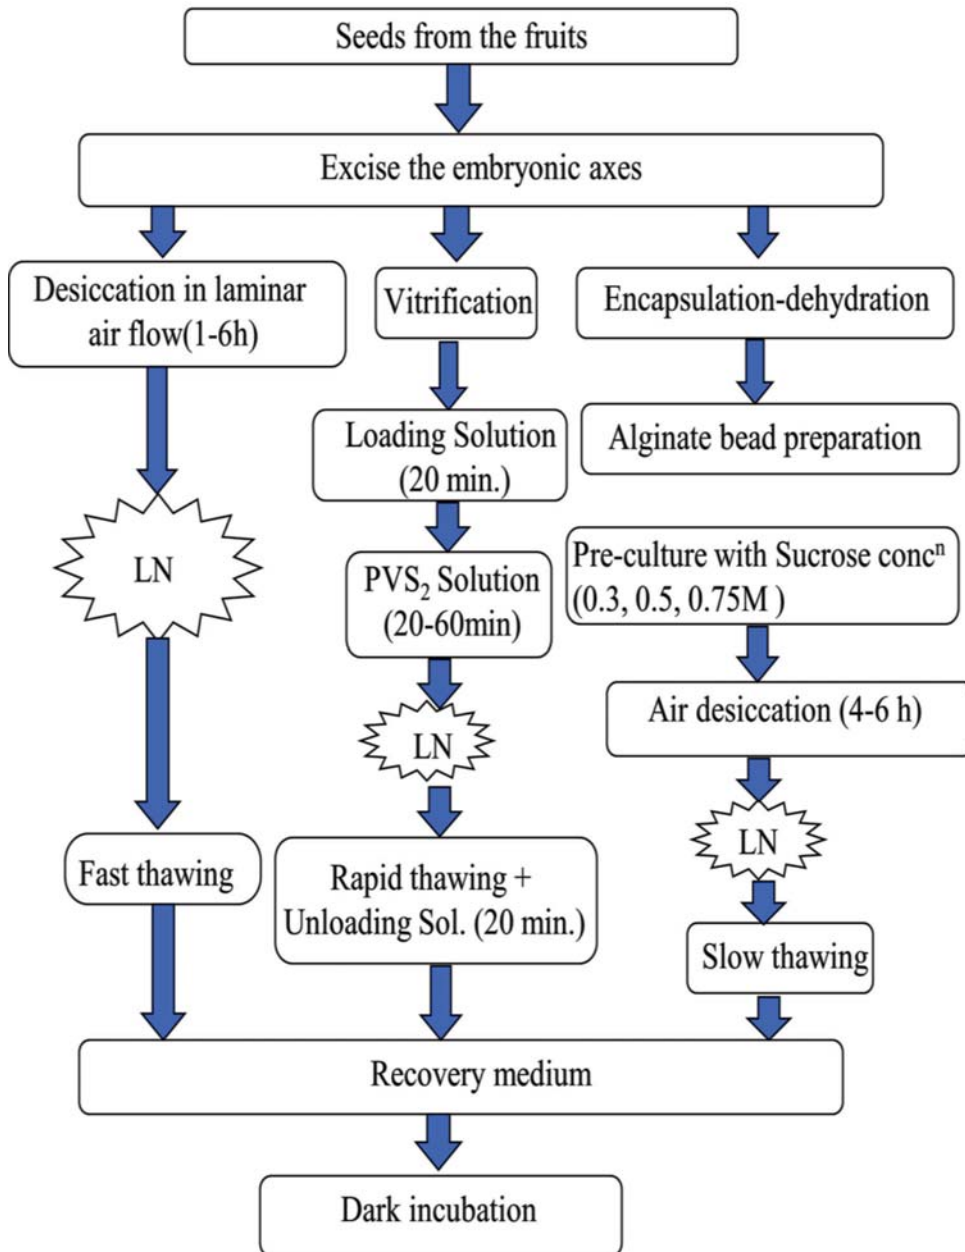 Seeds from the fruits
Excise the embryonic axes
Desiccation in laminar
air flow(1-6h)
LN
Fast thawing
Vitrification
Loading Solution
(20 min.)
PVS₂ Solution
(20-60min)
LN
Rapid thawing +
Unloading Sol. (20 min.)
Encapsulation-dehydration
Alginate bead preparation
Pre-culture with Sucrose concⁿ
(0.3, 0.5, 0.75M )
Air desiccation (4-6 h)
LN
Slow thawing
Recovery medium
Dark incubation